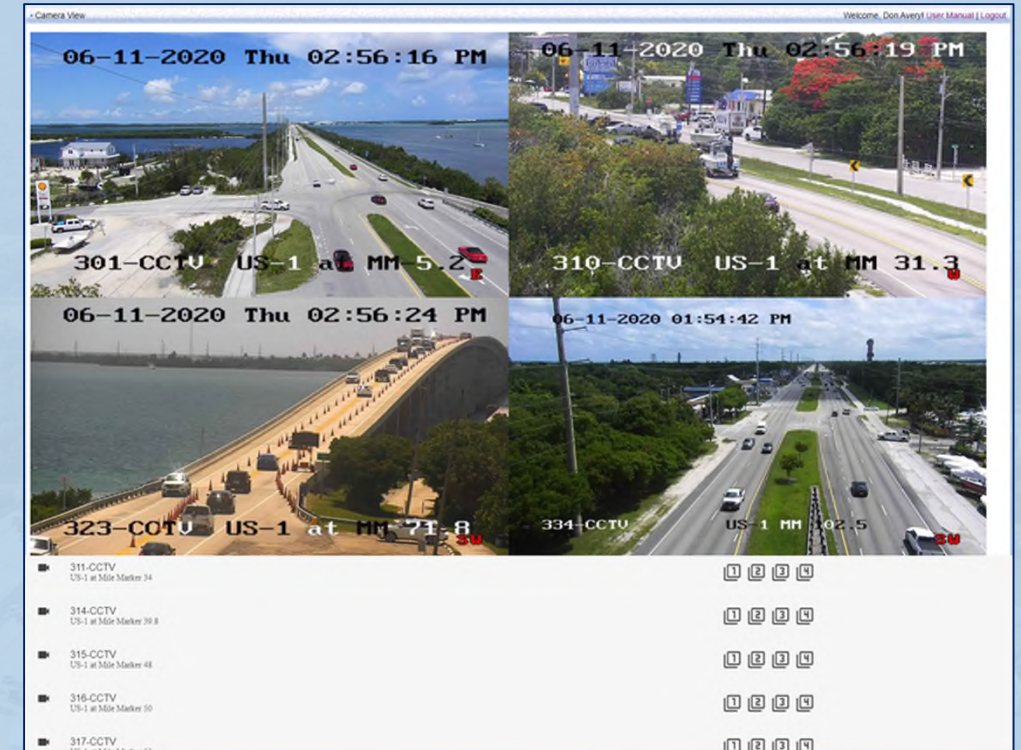 Camera View
Welcome, Don Avery! User Manual | Logout
06-11-2020 Thu 02:56:16 PM
06-11-2020 Thu 02:56:19 PM
301-CCTV US-1 at MM-5.2
E
310-CCTV US-1 at MM 31.3
W
06-11-2020 Thu 02:56:24 PM
06-11-2020 01:54:42 PM
323-CCTV US-1 at MM 71.8
SW
334-CCTV US-1 MM 102.5
SW
311-CCTV
US-1 at Mile Marker 34
1 2 3 4
314-CCTV
US-1 at Mile Marker 39.8
1 2 3 4
315-CCTV
US-1 at Mile Marker 48
1 2 3 4
316-CCTV
US-1 at Mile Marker 50
1 2 3 4
317-CCTV
1 2 3 4